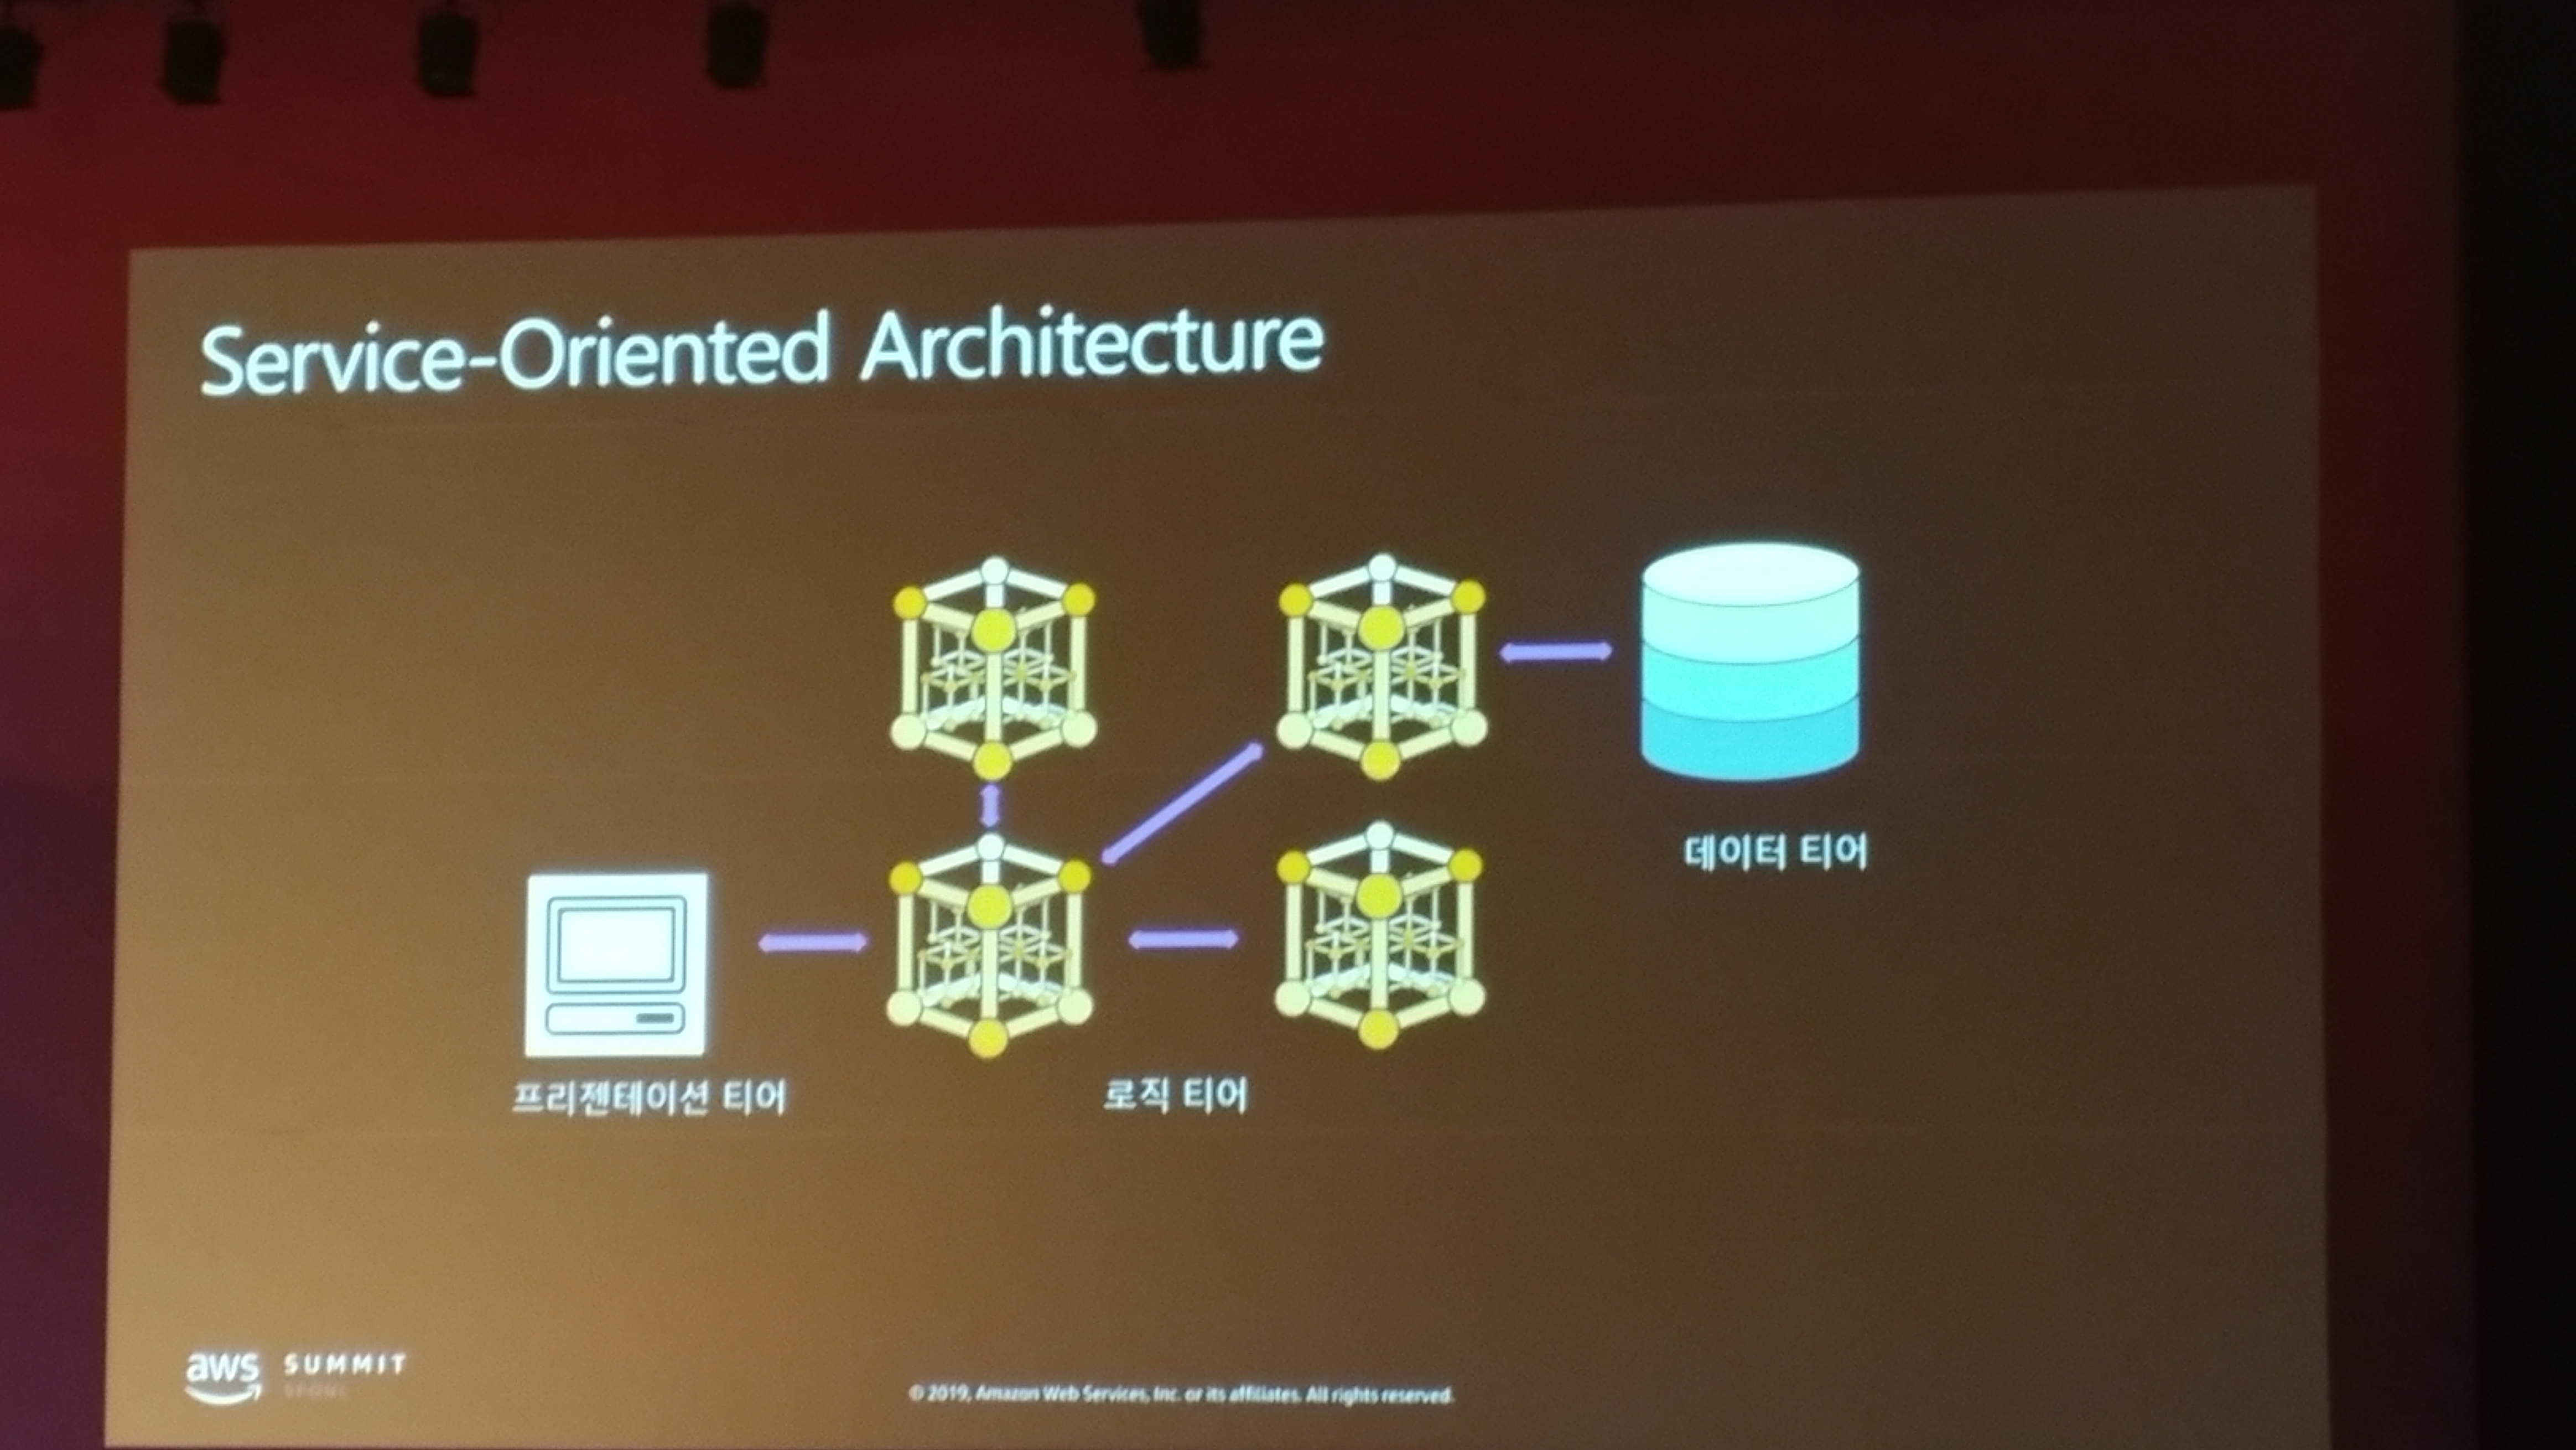 Service-Oriented Architecture
데이터 티어
프리젠테이션 티어
로직 티어
aws SUMMIT
SEOUL
© 2019, Amazon Web Services, Inc. or its affiliates. All rights reserved.